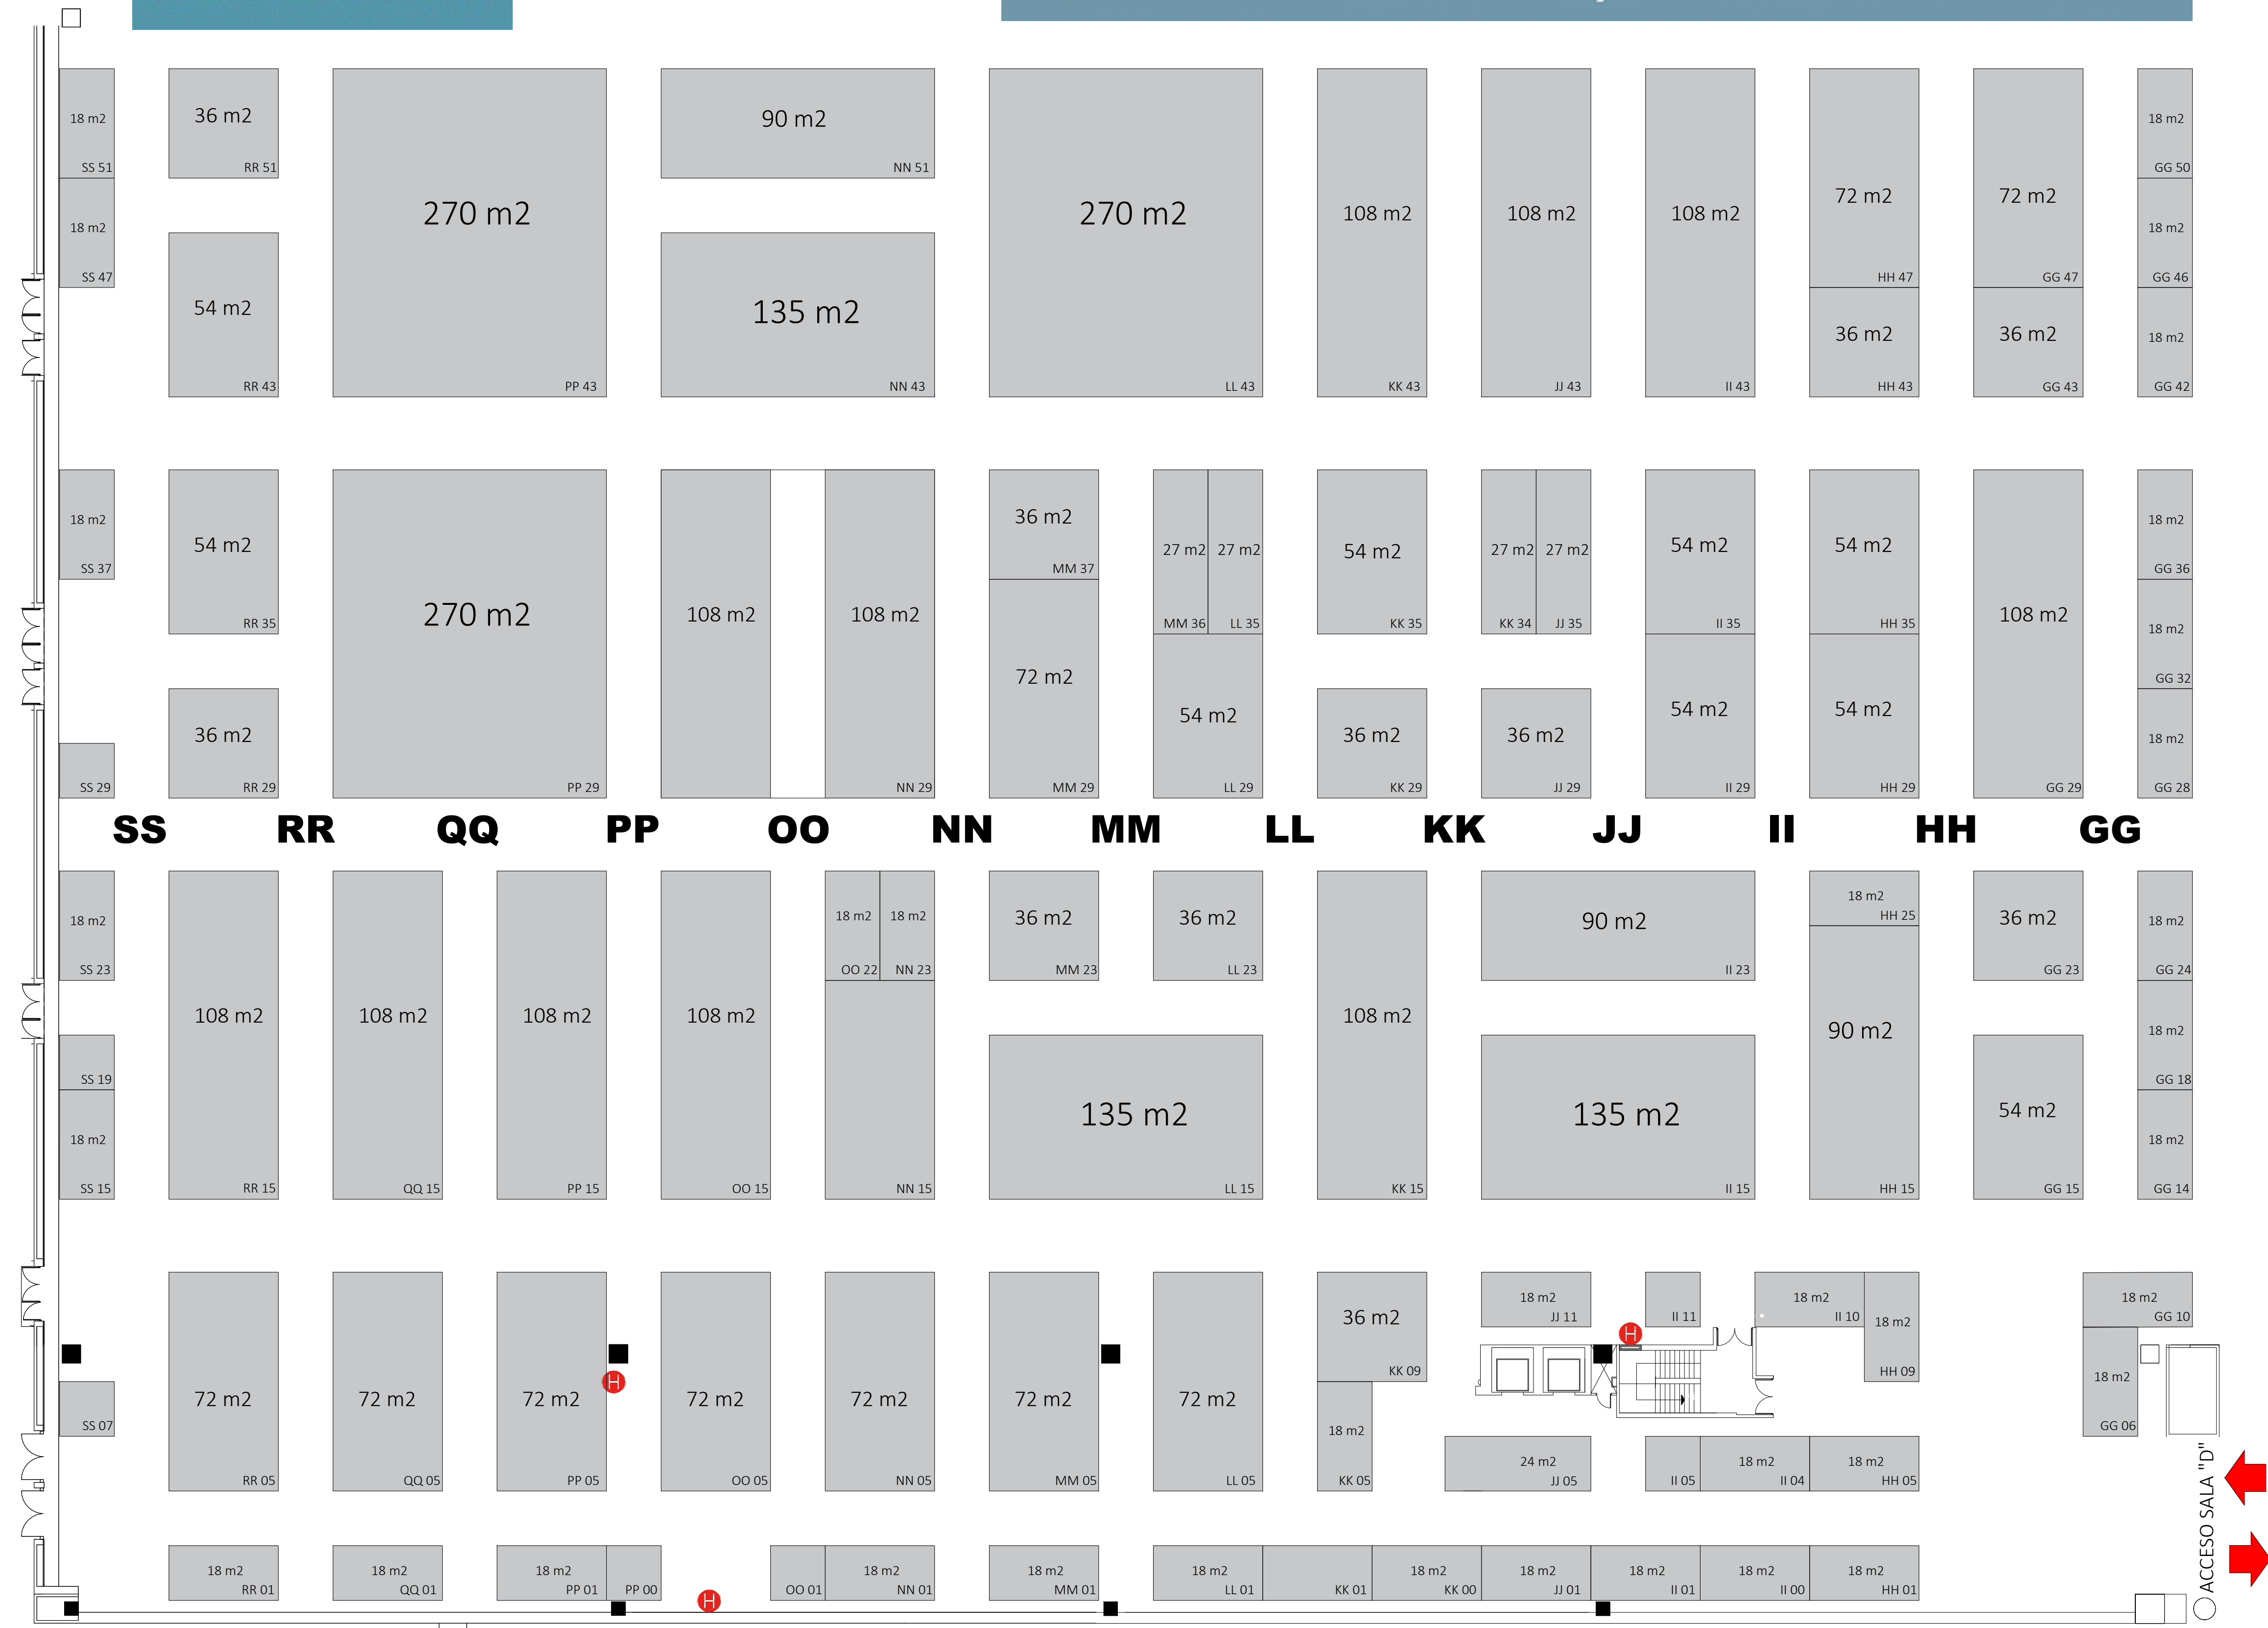 18 m2
SS 51
36 m2
RR 51
270 m2
PP 43
90 m2
NN 51
270 m2
LL 43
108 m2
KK 43
108 m2
JJ 43
108 m2
II 43
72 m2
HH 47
72 m2
GG 47
18 m2
GG 50
18 m2
SS 47
54 m2
RR 43
135 m2
NN 43
36 m2
HH 43
36 m2
GG 43
18 m2
GG 46
18 m2
GG 42
18 m2
SS 37
54 m2
RR 35
270 m2
PP 29
108 m2
108 m2
NN 29
36 m2
MM 37
27 m2
MM 36
27 m2
LL 35
54 m2
KK 35
27 m2
KK 34
27 m2
JJ 35
54 m2
II 35
54 m2
HH 35
108 m2
GG 29
18 m2
GG 36
18 m2
GG 32
SS 29
36 m2
RR 29
72 m2
MM 29
54 m2
LL 29
36 m2
KK 29
36 m2
JJ 29
54 m2
II 29
54 m2
HH 29
18 m2
GG 28
SS RR QQ PP OO NN MM LL KK JJ II HH GG
18 m2
SS 23
108 m2
RR 15
108 m2
QQ 15
108 m2
PP 15
108 m2
OO 15
18 m2
OO 22
18 m2
NN 23
36 m2
MM 23
36 m2
LL 23
108 m2
KK 15
90 m2
II 23
18 m2
HH 25
36 m2
GG 23
18 m2
GG 24
SS 19
18 m2
SS 15
NN 15
135 m2
LL 15
135 m2
II 15
90 m2
HH 15
54 m2
GG 15
18 m2
GG 18
18 m2
GG 14
SS 07
72 m2
RR 05
72 m2
QQ 05
72 m2
PP 05
H
72 m2
OO 05
72 m2
NN 05
72 m2
MM 05
72 m2
LL 05
36 m2
KK 09
18 m2
KK 05
18 m2
JJ 11
H
II 11
18 m2
II 10
18 m2
HH 09
18 m2
GG 10
18 m2
GG 06
24 m2
JJ 05
II 05
18 m2
II 04
18 m2
HH 05
ACCESO SALA "D"
18 m2
RR 01
18 m2
QQ 01
18 m2
PP 01
PP 00
H
OO 01
18 m2
NN 01
18 m2
MM 01
18 m2
LL 01
KK 01
18 m2
KK 00
18 m2
JJ 01
18 m2
II 01
18 m2
II 00
18 m2
HH 01